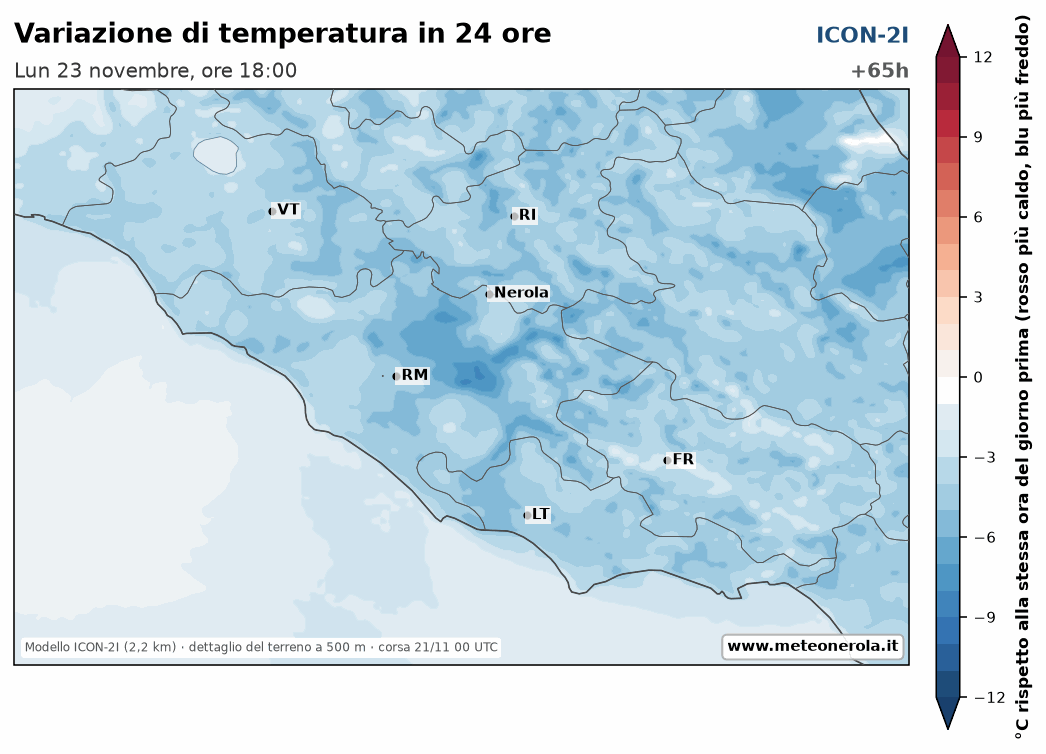 Variazione di temperatura in 24 ore
ICON-2I
Lun 23 novembre, ore 18:00
+65h
VT
RI
Nerola
RM
FR
LT
Modello ICON-2I (2,2 km) · dettaglio del terreno a 500 m · corsa 21/11 00 UTC
www.meteonerola.it
12
9
6
3
0
−3
−6
−9
−12
°C rispetto alla stessa ora del giorno prima (rosso più caldo, blu più freddo)